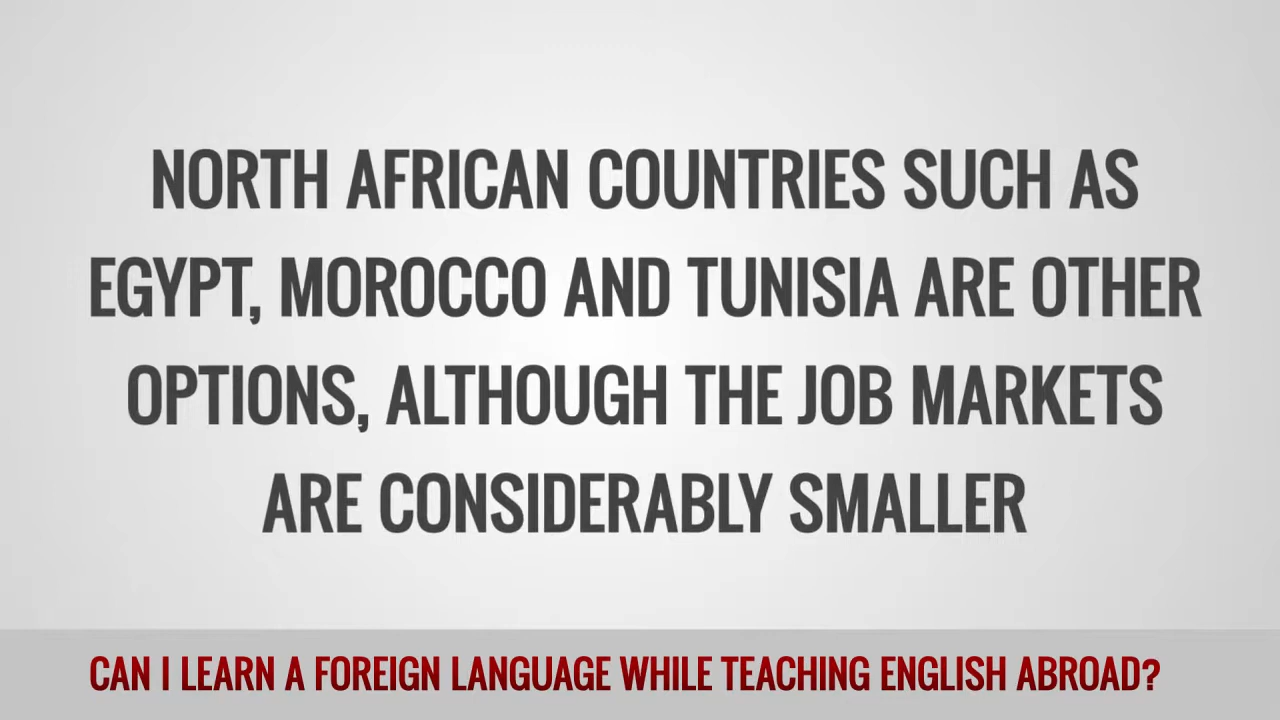 NORTH AFRICAN COUNTRIES SUCH AS
EGYPT, MOROCCO AND TUNISIA ARE OTHER
OPTIONS, ALTHOUGH THE JOB MARKETS
ARE CONSIDERABLY SMALLER
CAN I LEARN A FOREIGN LANGUAGE WHILE TEACHING ENGLISH ABROAD?